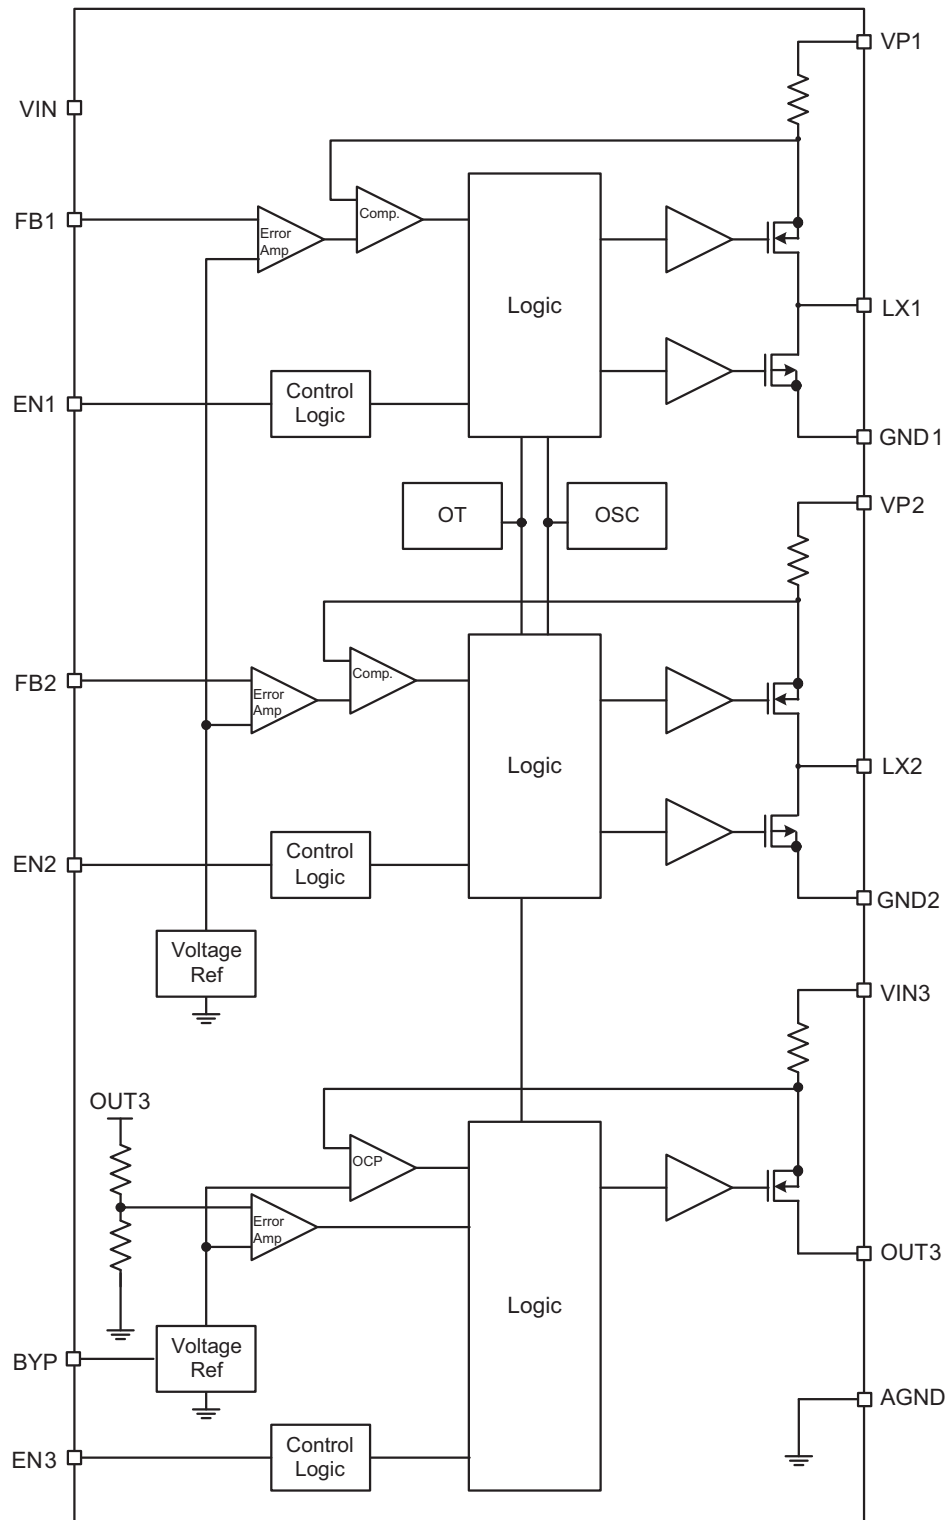 VP1
VIN
FB1
Error
Amp
Comp.
Logic
LX1
EN1
Control
Logic
GND1
OT
OSC
VP2
FB2
Error
Amp
Comp.
Logic
LX2
EN2
Control
Logic
GND2
Voltage
Ref
VIN3
OUT3
OCP
Error
Amp
Logic
OUT3
BYP
Voltage
Ref
AGND
EN3
Control
Logic